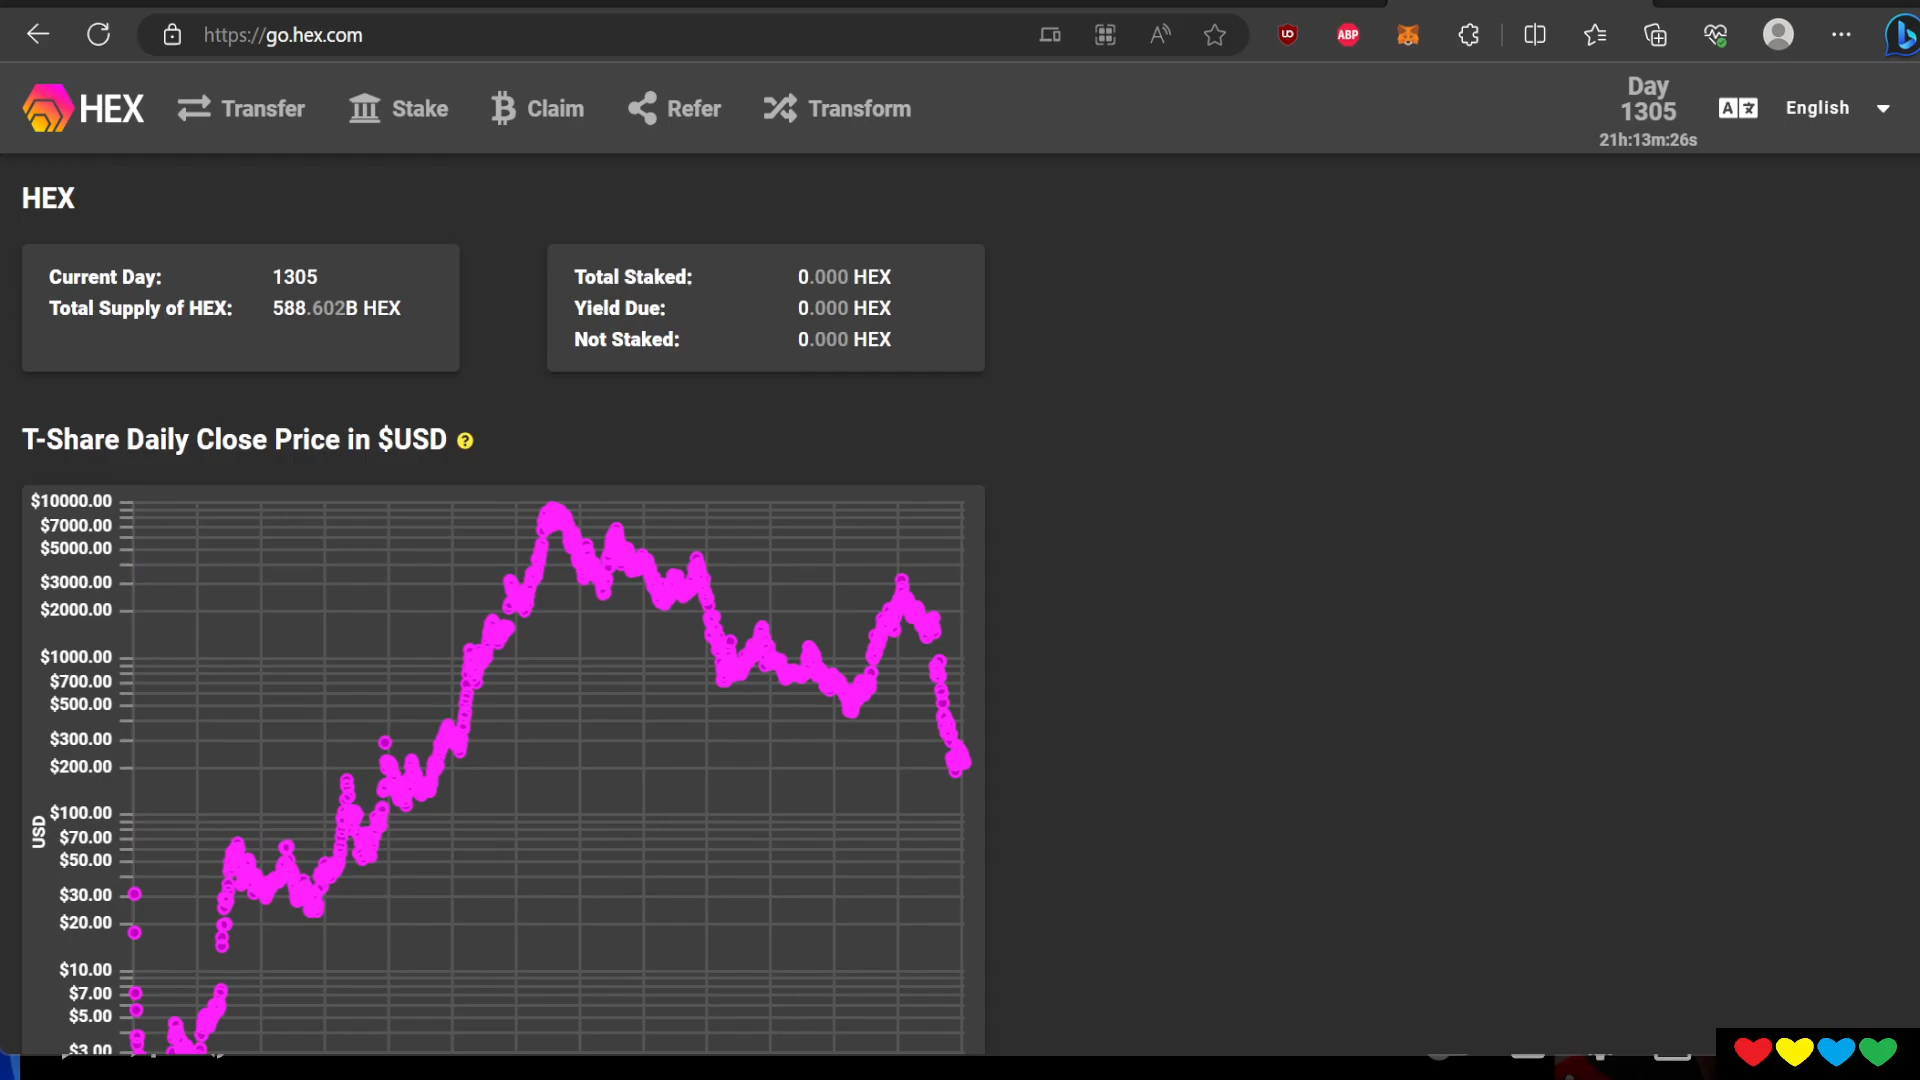 https://go.hex.com
UD
ABP
HEX
Transfer
Stake
Claim
Refer
Transform
Day
1305
21h:13m:26s
A
English
HEX
Current Day: 1305
Total Supply of HEX: 588.602B HEX
Total Staked: 0.000 HEX
Yield Due: 0.000 HEX
Not Staked: 0.000 HEX
T-Share Daily Close Price in $USD ?
$10000.00
$7000.00
$5000.00
$3000.00
$2000.00
$1000.00
$700.00
$500.00
$300.00
$200.00
$100.00
USD
$70.00
$50.00
$30.00
$20.00
$10.00
$7.00
$5.00
$3.00